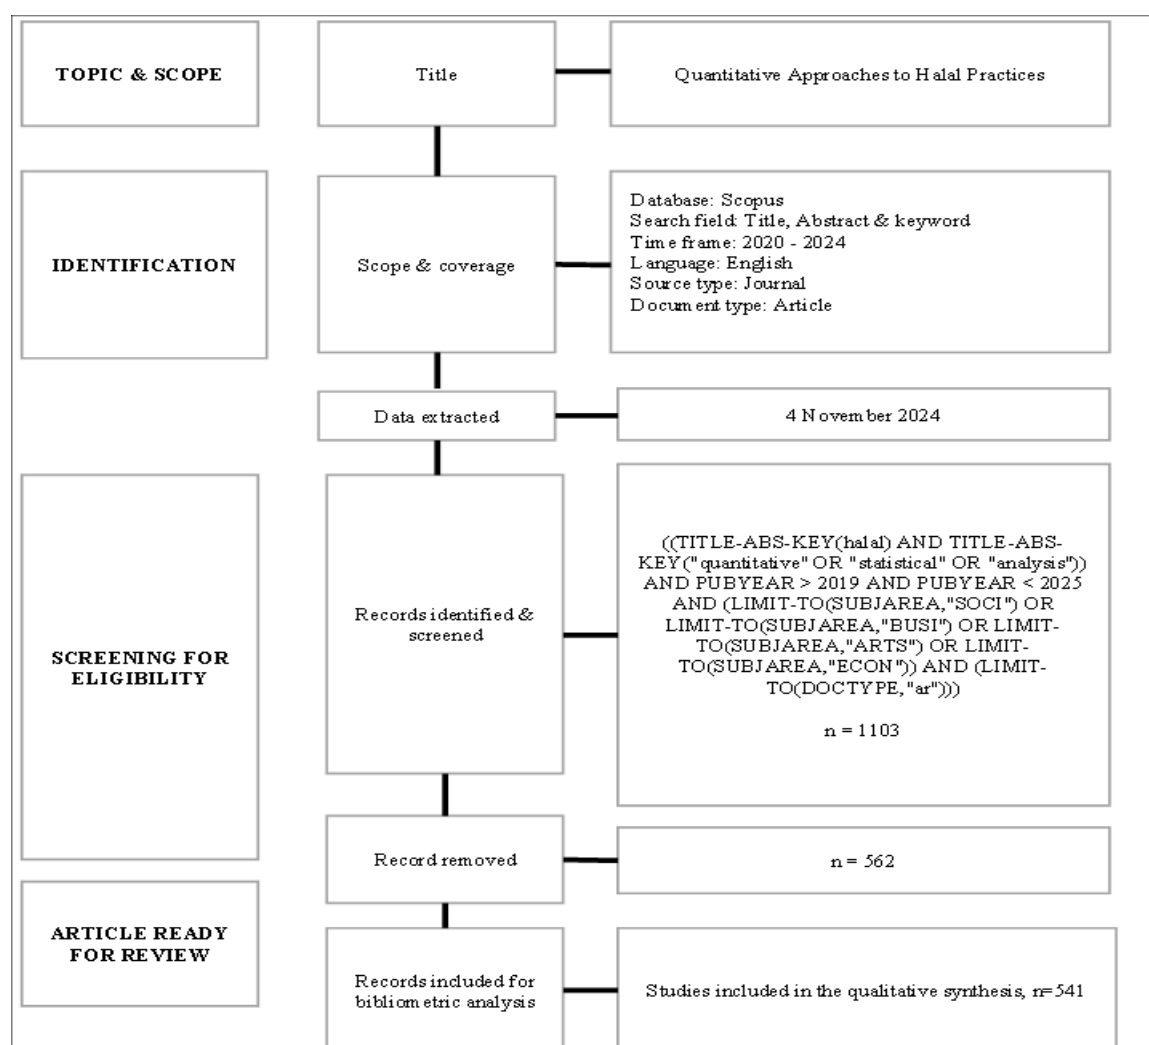 TOPIC & SCOPE
Title
Quantitative Approaches to Halal Practices
IDENTIFICATION
Scope & coverage
Database: Scopus
Search field: Title, Abstract & keyword
Time frame: 2020 - 2024
Language: English
Source type: Journal
Document type: Article
Data extracted
4 November 2024
SCREENING FOR
ELIGIBILITY
Records identified &
screened
((TITLE-ABS-KEY(halal) AND TITLE-ABS-
KEY("quantitative" OR "statistical" OR "analysis"))
AND PUBYEAR > 2019 AND PUBYEAR < 2025
AND (LIMIT-TO(SUBJAREA,"SOCI") OR
LIMIT-TO(SUBJAREA,"BUSI") OR LIMIT-
TO(SUBJAREA,"ARTS") OR LIMIT-
TO(SUBJAREA,"ECON")) AND (LIMIT-
TO(DOCTYPE,"ar")))
n = 1103
Record removed
n = 562
ARTICLE READY
FOR REVIEW
Records included for
bibliometric analysis
Studies included in the qualitative synthesis, n=541